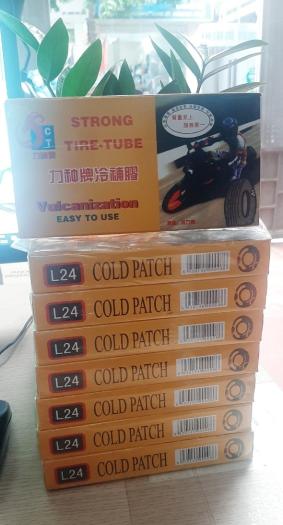 CT
STRONG
TIRE-TUBE
力神牌冷補膠
Vulcanization
EASY TO USE
L24 COLD PATCH
L24 COLD PATCH
L24 COLD PATCH
L24 COLD PATCH
L24 COLD PATCH
L24 COLD PATCH
L24 COLD PATCH